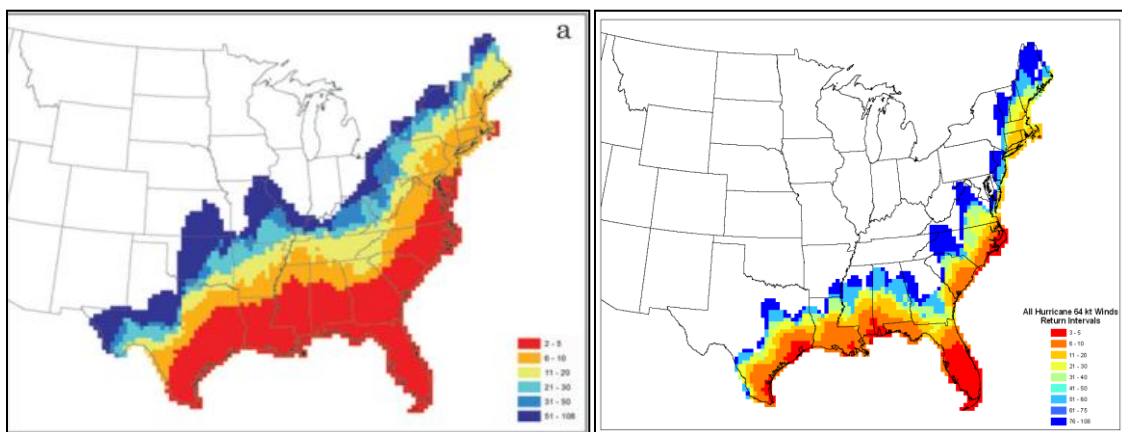 a
2 - 5
6 - 10
11 - 20
21 - 30
31 - 50
51 - 108
All Hurricane 64 kt Winds
Return Intervals
3 - 5
6 - 10
11 - 20
21 - 30
31 - 40
41 - 50
51 - 60
61 - 75
76 - 108